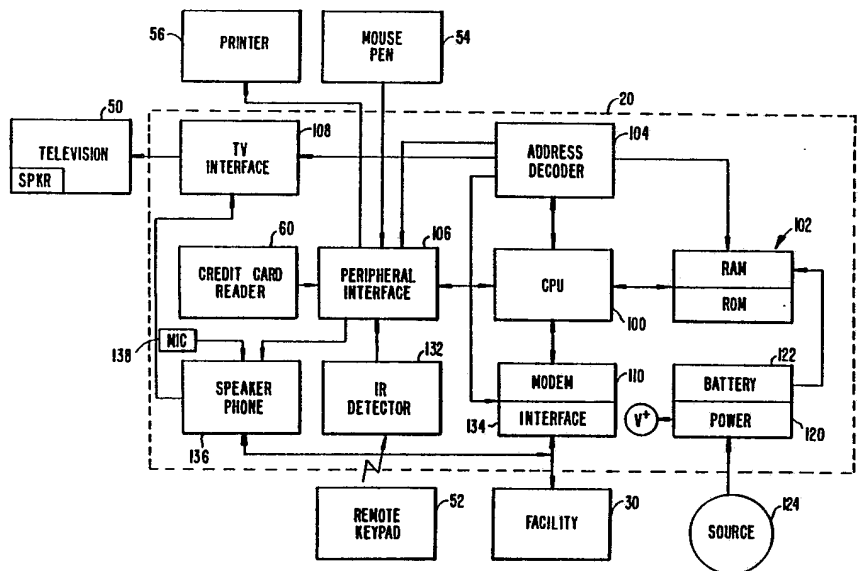 56
PRINTER
MOUSE
PEN
54
20
50
TELEVISION
SPKR
108
TV
INTERFACE
104
ADDRESS
DECODER
60
CREDIT CARD
READER
106
PERIPHERAL
INTERFACE
CPU
100
102
RAM
ROM
138
MIC
SPEAKER
PHONE
136
132
IR
DETECTOR
MODEM
110
134
INTERFACE
V+
122
BATTERY
POWER
120
REMOTE
KEYPAD
52
FACILITY
30
SOURCE
124